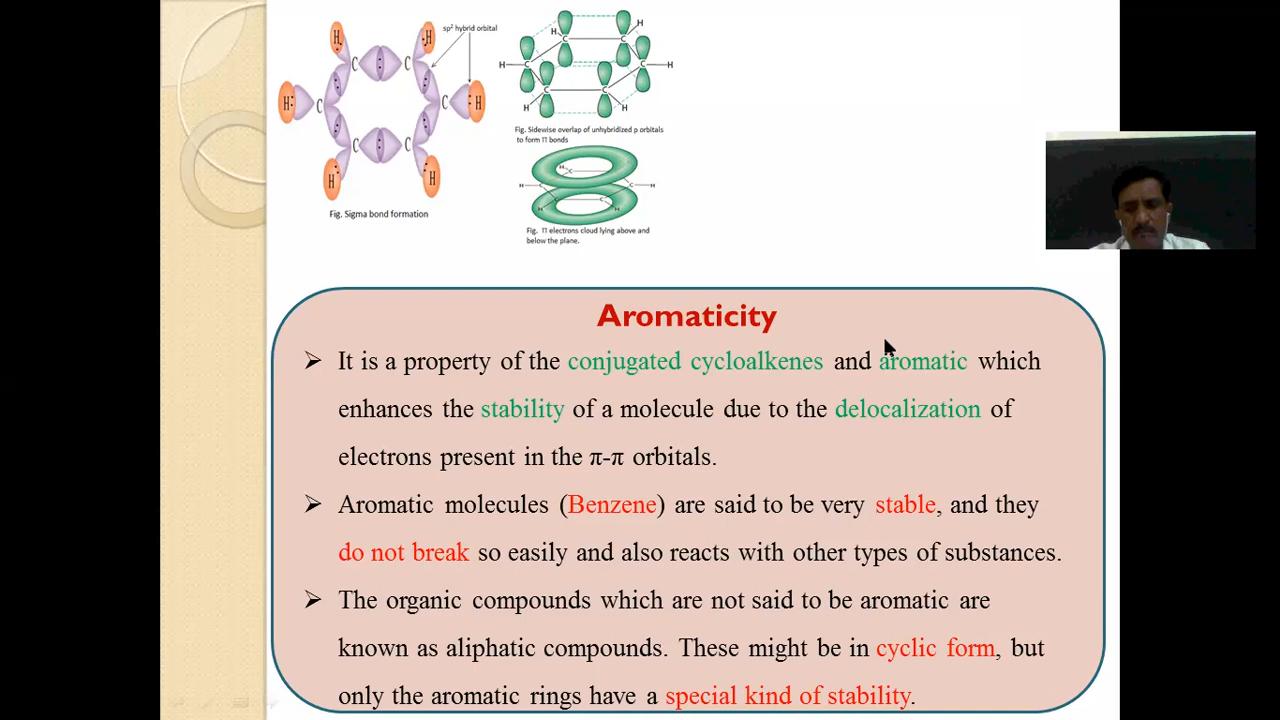 sp² hybrid orbital
H H
C C
H C C H
C C
H H
Fig. Sigma bond formation
H H
C C
H C C H
C C
H H
Fig. Sidewise overlap of unhybridized p orbitals
to form Π bonds
H C
H H
H H
Fig. Π electrons cloud lying above and
below the plane.
Aromaticity
➢ It is a property of the conjugated cycloalkenes and aromatic which
enhances the stability of a molecule due to the delocalization of
electrons present in the π-π orbitals.
➢ Aromatic molecules (Benzene) are said to be very stable, and they
do not break so easily and also reacts with other types of substances.
➢ The organic compounds which are not said to be aromatic are
known as aliphatic compounds. These might be in cyclic form, but
only the aromatic rings have a special kind of stability.